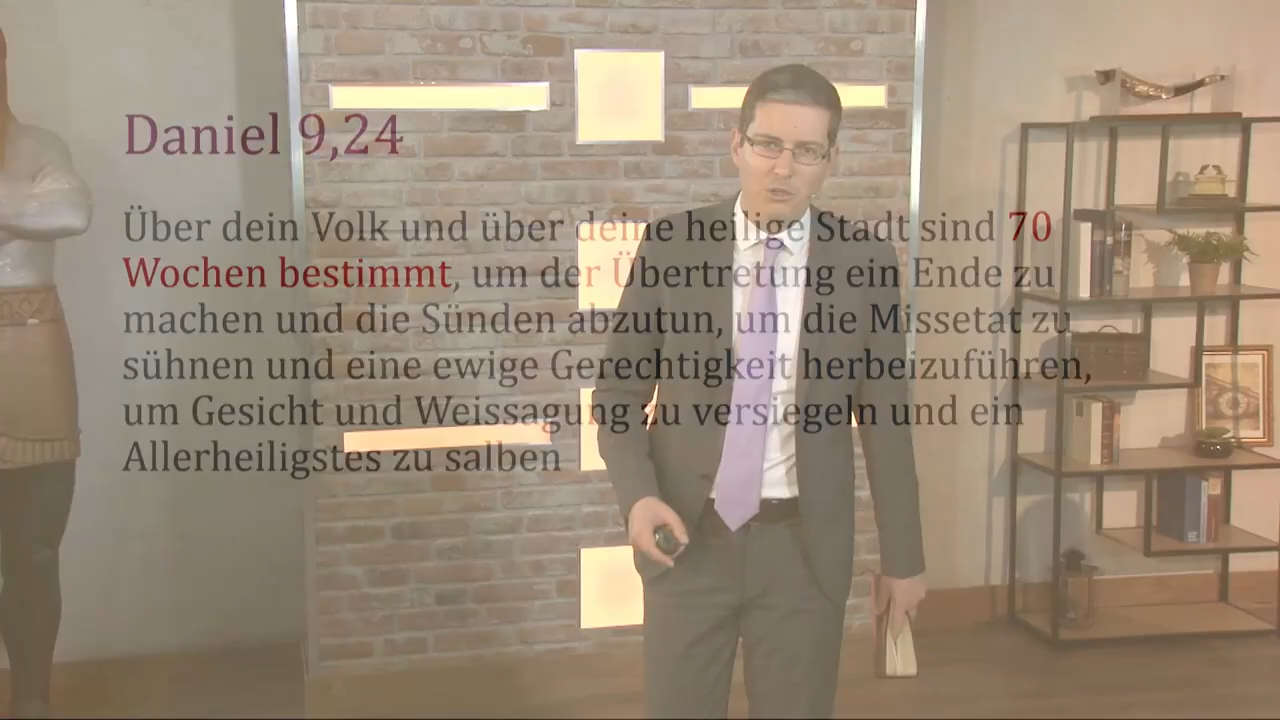 Daniel 9,24
Über dein Volk und über deine heilige Stadt sind 70
Wochen bestimmt, um der Übertretung ein Ende zu
machen und die Sünden abzutun, um die Missetat zu
sühnen und eine ewige Gerechtigkeit herbeizuführen,
um Gesicht und Weissagung zu versiegeln und ein
Allerheiligstes zu salben